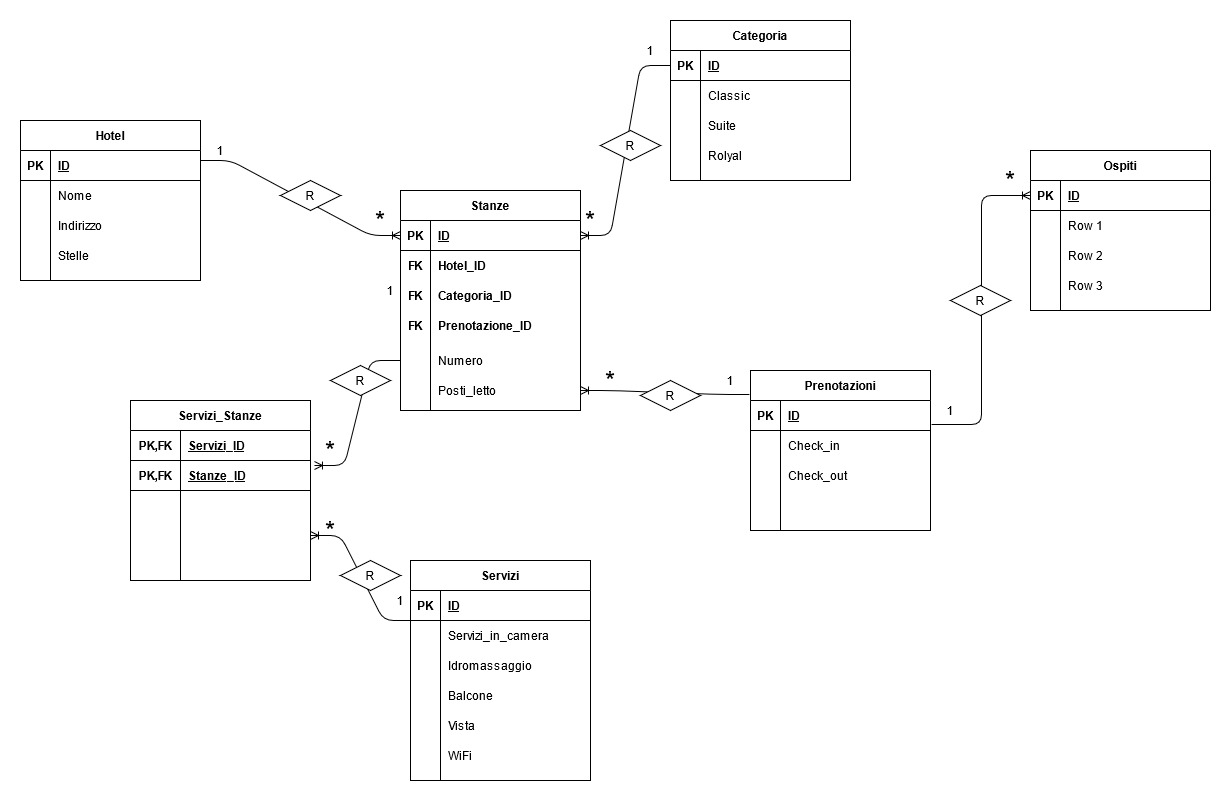 Categoria
1
PK ID
Classic
Suite
Rolyal
R
*
Hotel
PK ID
Nome
Indirizzo
Stelle
1
R
*
Stanze
PK ID
FK Hotel_ID
FK Categoria_ID
FK Prenotazione_ID
Numero
Posti_letto
1
R
*
Ospiti
*
PK ID
Row 1
Row 2
Row 3
R
1
Prenotazioni
PK ID
Check_in
Check_out
1
R
*
Servizi_Stanze
PK,FK Servizi_ID
PK,FK Stanze_ID
*
R
1
Servizi
PK ID
Servizi_in_camera
Idromassaggio
Balcone
Vista
WiFi